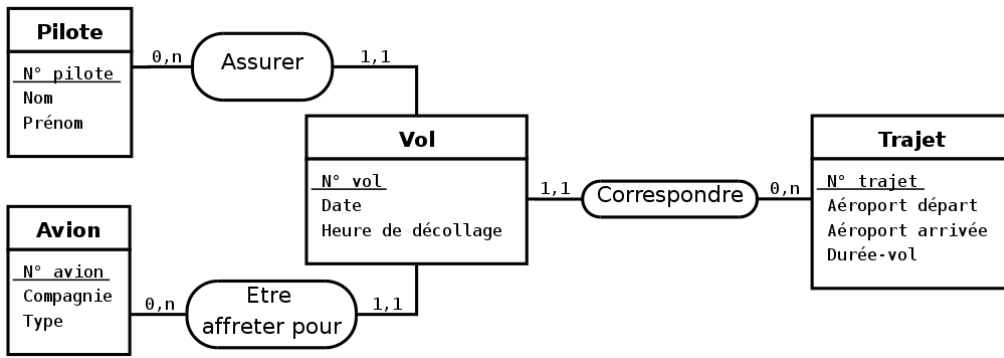 Pilote
N° pilote
Nom
Prénom
0,n
Assurer
1,1
Vol
N° vol
Date
Heure de décollage
1,1
Correspondre
0,n
Trajet
N° trajet
Aéroport départ
Aéroport arrivée
Durée-vol
Avion
N° avion
Compagnie
Type
0,n
Etre
affreter pour
1,1